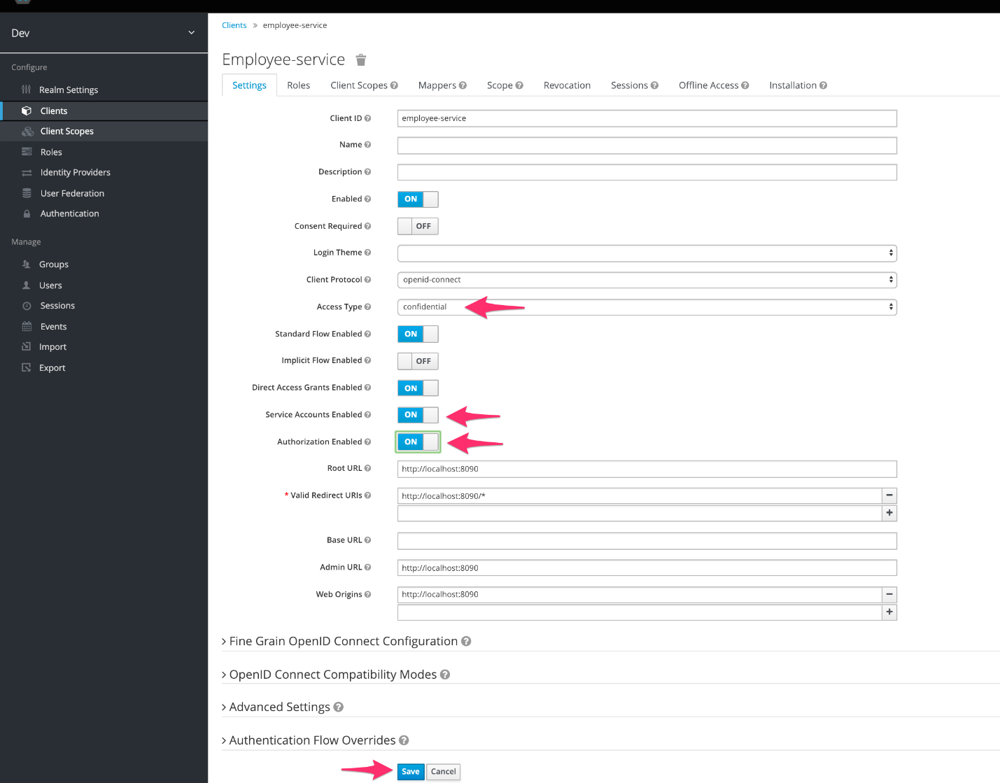 Dev
Configure
Realm Settings
Clients
Client Scopes
Roles
Identity Providers
User Federation
Authentication
Manage
Groups
Users
Sessions
Events
Import
Export
Clients » employee-service
Employee-service
Settings Roles Client Scopes Mappers Scope Revocation Sessions Offline Access Installation
Client ID employee-service
Name
Description
Enabled ON
Consent Required OFF
Login Theme
Client Protocol openid-connect
Access Type confidential
Standard Flow Enabled ON
Implicit Flow Enabled OFF
Direct Access Grants Enabled ON
Service Accounts Enabled ON
Authorization Enabled ON
Root URL http://localhost:8090
* Valid Redirect URIs http://localhost:8090/*
Base URL
Admin URL http://localhost:8090
Web Origins http://localhost:8090
Fine Grain OpenID Connect Configuration
OpenID Connect Compatibility Modes
Advanced Settings
Authentication Flow Overrides
Save Cancel